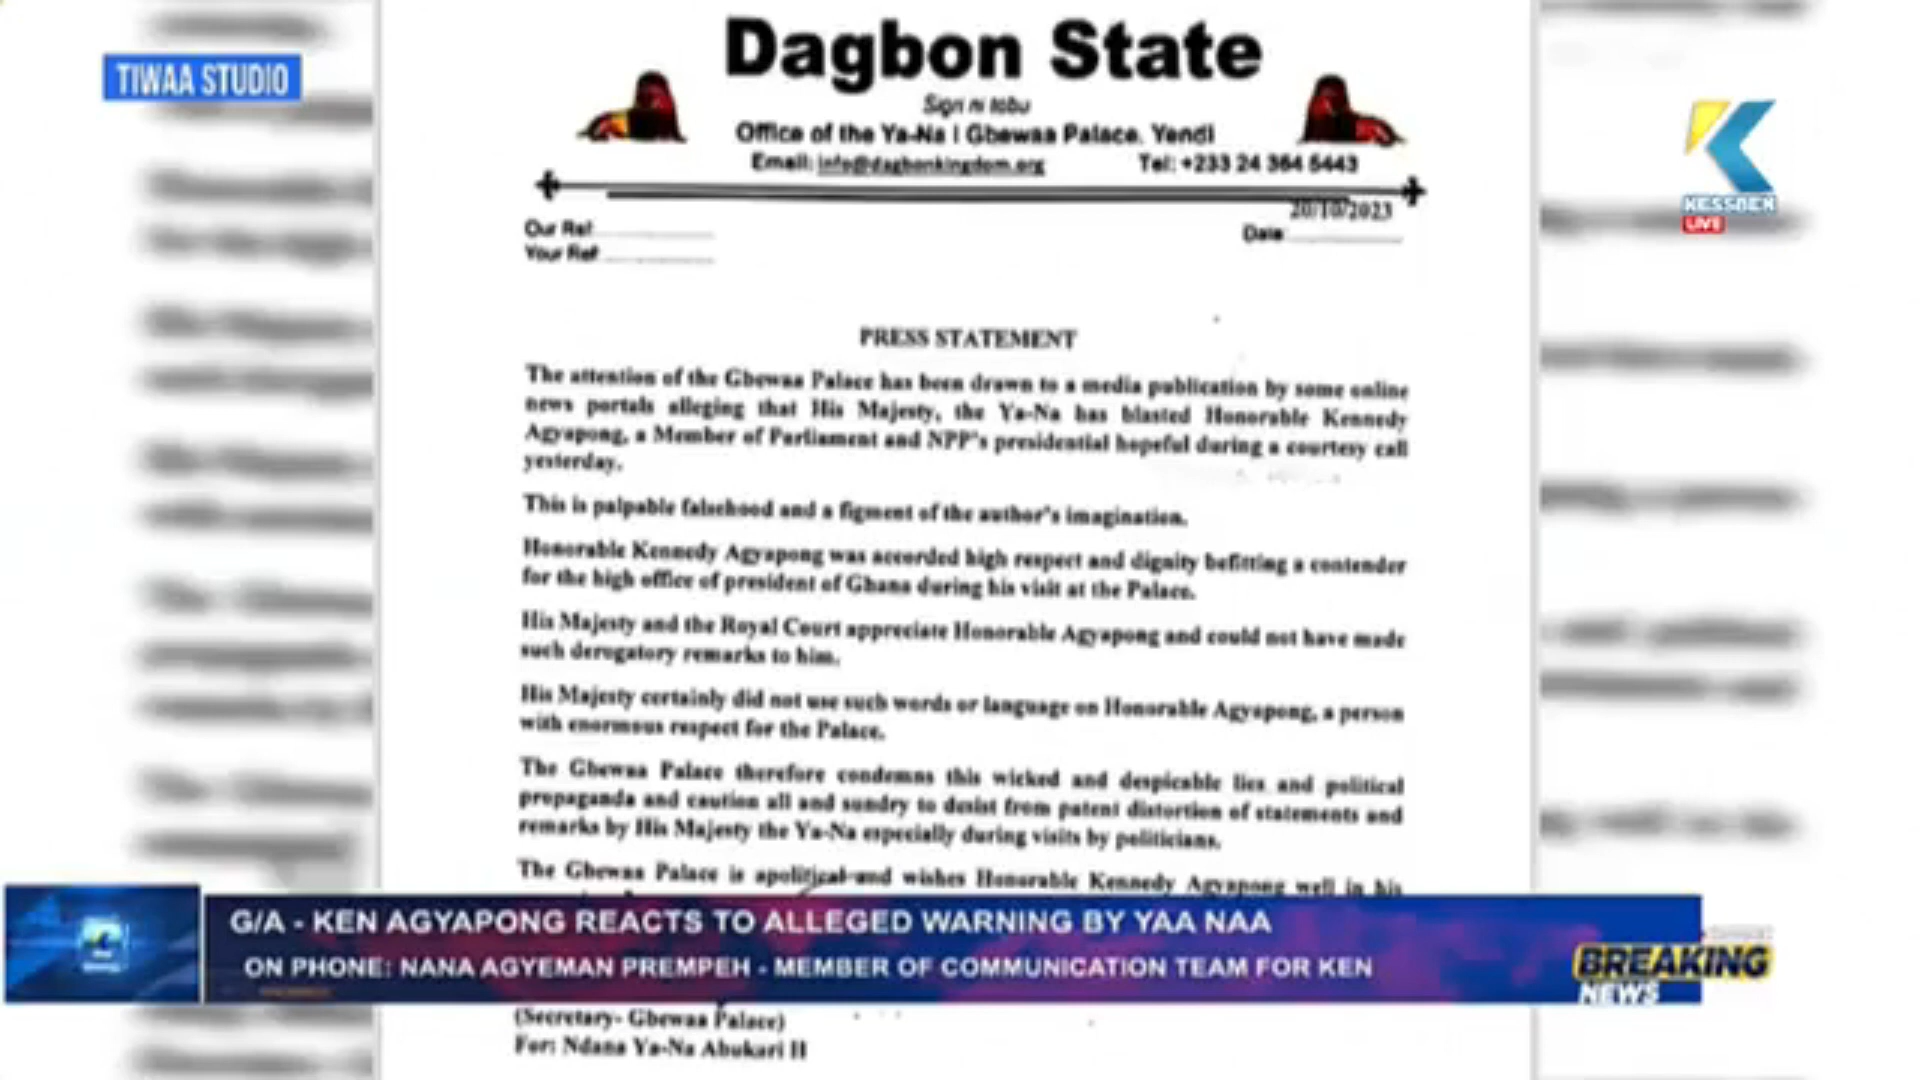 TIWAA STUDIO
Dagbon State
Sigri ni tobu
Office of the Ya-Na | Gbewaa Palace, Yendi
Email: info@dagbonkingdom.org Tel: +233 24 364 5443
KESSBEN
LIVE
20/10/2023
Our Ref
Date
Your Ref
PRESS STATEMENT
The attention of the Gbewaa Palace has been drawn to a media publication by some online
news portals alleging that His Majesty, the Ya-Na has blasted Honorable Kennedy
Agyapong, a Member of Parliament and NPP's presidential hopeful during a courtesy call
yesterday.
This is palpable falsehood and a figment of the author's imagination.
Honorable Kennedy Agyapong was accorded high respect and dignity befitting a contender
for the high office of president of Ghana during his visit at the Palace.
His Majesty and the Royal Court appreciate Honorable Agyapong and could not have made
such derogatory remarks to him.
His Majesty certainly did not use such words or language on Honorable Agyapong, a person
with enormous respect for the Palace.
The Gbewaa Palace therefore condemns this wicked and despicable lies and political
propaganda and caution all and sundry to desist from patent distortion of statements and
remarks by His Majesty the Ya-Na especially during visits by politicians.
The Gbewaa Palace is apolitical and wishes Honorable Kennedy Agyapong well in his
G/A - KEN AGYAPONG REACTS TO ALLEGED WARNING BY YAA NAA
ON PHONE: NANA AGYEMAN PREMPEH - MEMBER OF COMMUNICATION TEAM FOR KEN
BREAKING
NEWS
(Secretary- Gbewaa Palace)
For: Ndana Ya-Na Abukari II